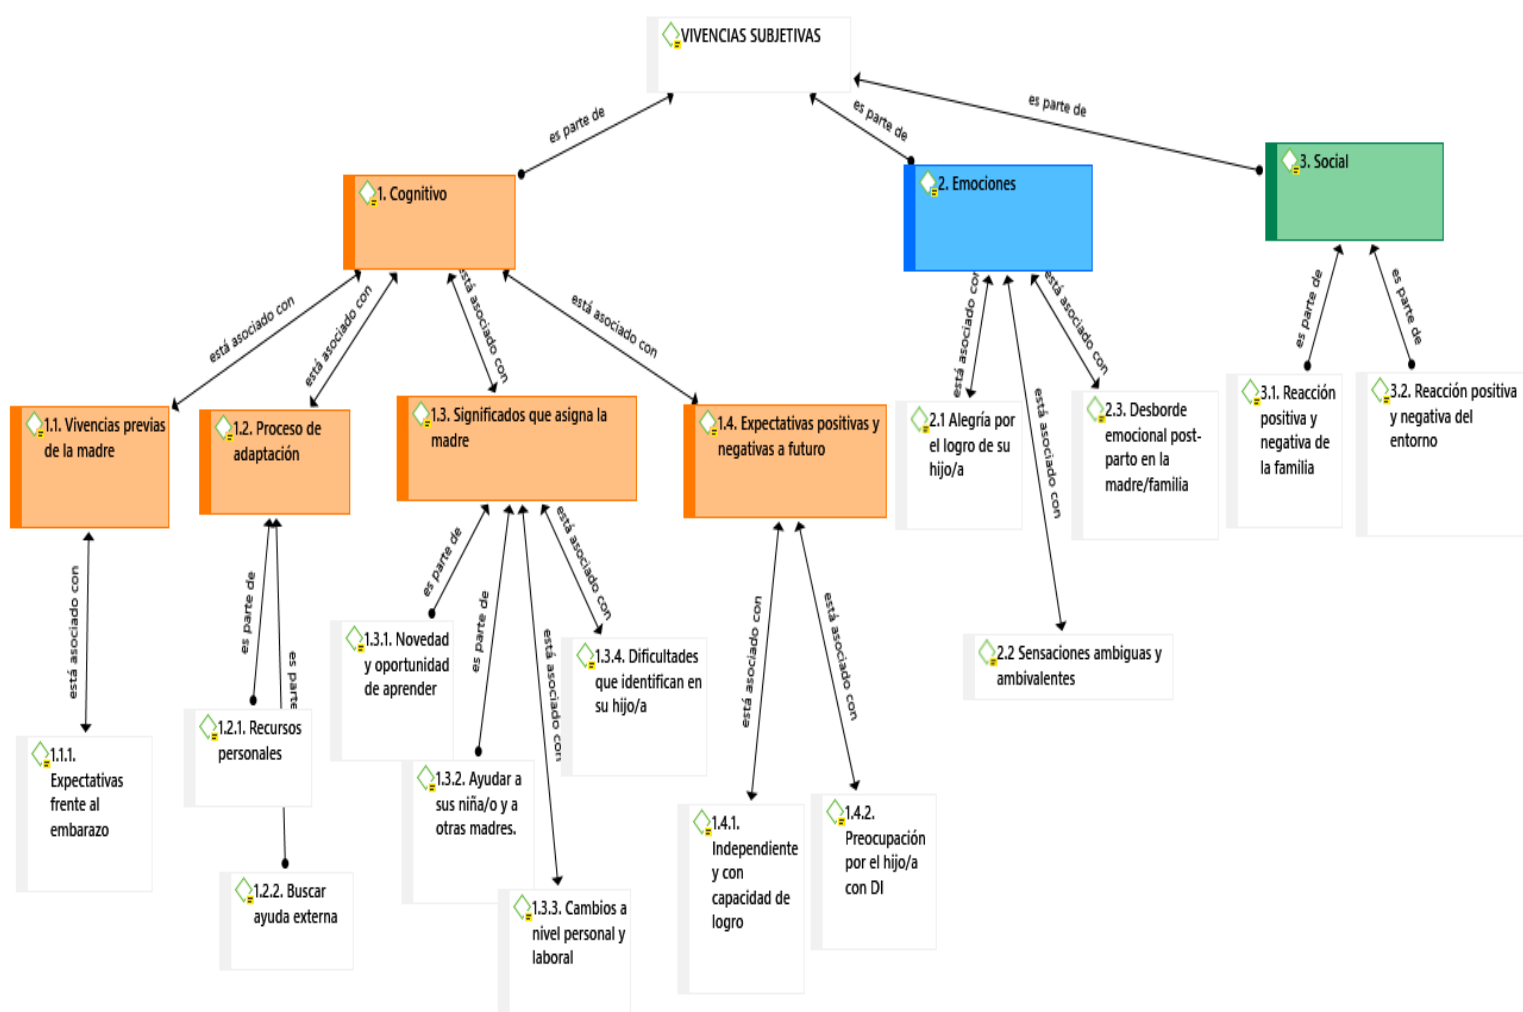 VIVENCIAS SUBJETIVAS
es parte de
es parte de
es parte de
1. Cognitivo
2. Emociones
3. Social
está asociado con
está asociado con
está asociado con
está asociado con
está asociado con
está asociado con
está asociado con
es parte de
es parte de
1.1. Vivencias previas
de la madre
1.2. Proceso de
adaptación
1.3. Significados que asigna la
madre
1.4. Expectativas positivas y
negativas a futuro
2.1 Alegría por
el logro de su
hijo/a
2.3. Desborde
emocional post-
parto en la
madre/familia
3.1. Reacción
positiva y
negativa de
la familia
3.2. Reacción positiva
y negativa del
entorno
está asociado con
es parte de
es parte
es parte de
es parte de
está asociado con
está asociado con
está asociado con
está asociado con
1.1.1.
Expectativas
frente al
embarazo
1.2.1. Recursos
personales
1.2.2. Buscar
ayuda externa
1.3.1. Novedad
y oportunidad
de aprender
1.3.2. Ayudar a
sus niña/o y a
otras madres.
1.3.3. Cambios a
nivel personal y
laboral
1.3.4. Dificultades
que identifican en
su hijo/a
1.4.1.
Independiente
y con
capacidad de
logro
1.4.2.
Preocupación
por el hijo/a
con DI
2.2 Sensaciones ambiguas y
ambivalentes